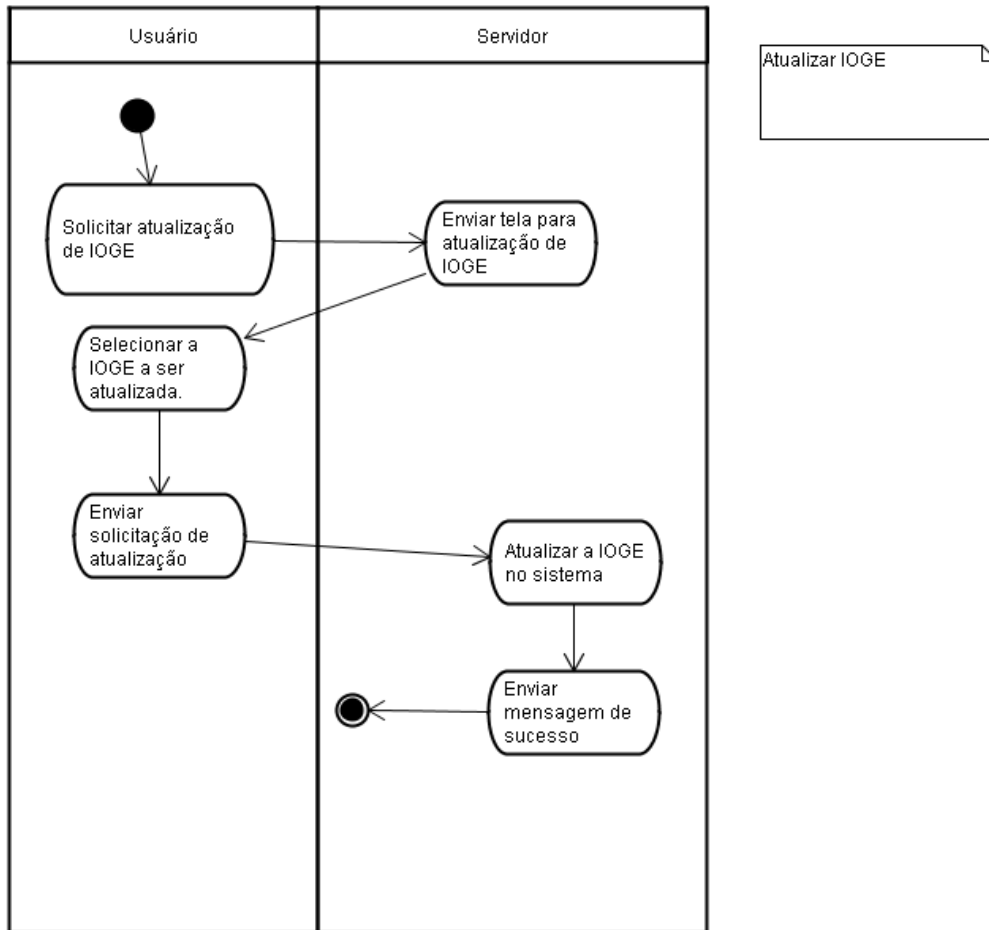 Usuário
Servidor
Atualizar IOGE
Solicitar atualização
de IOGE
Enviar tela para
atualização de
IOGE
Selecionar a
IOGE a ser
atualizada.
Enviar
solicitação de
atualização
Atualizar a IOGE
no sistema
Enviar
mensagem de
sucesso